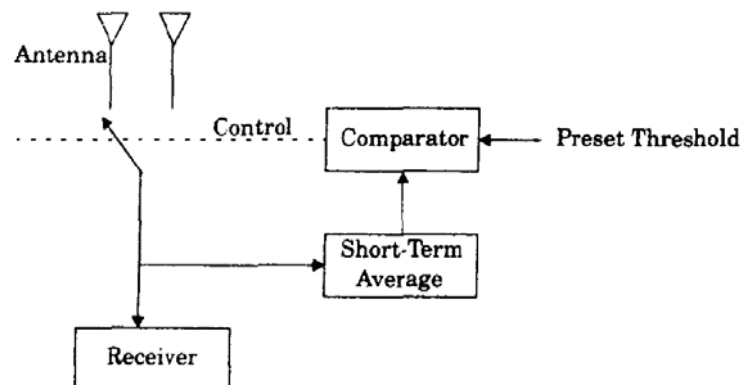 Antenna
Control
Comparator
Preset Threshold
Short-Term
Average
Receiver